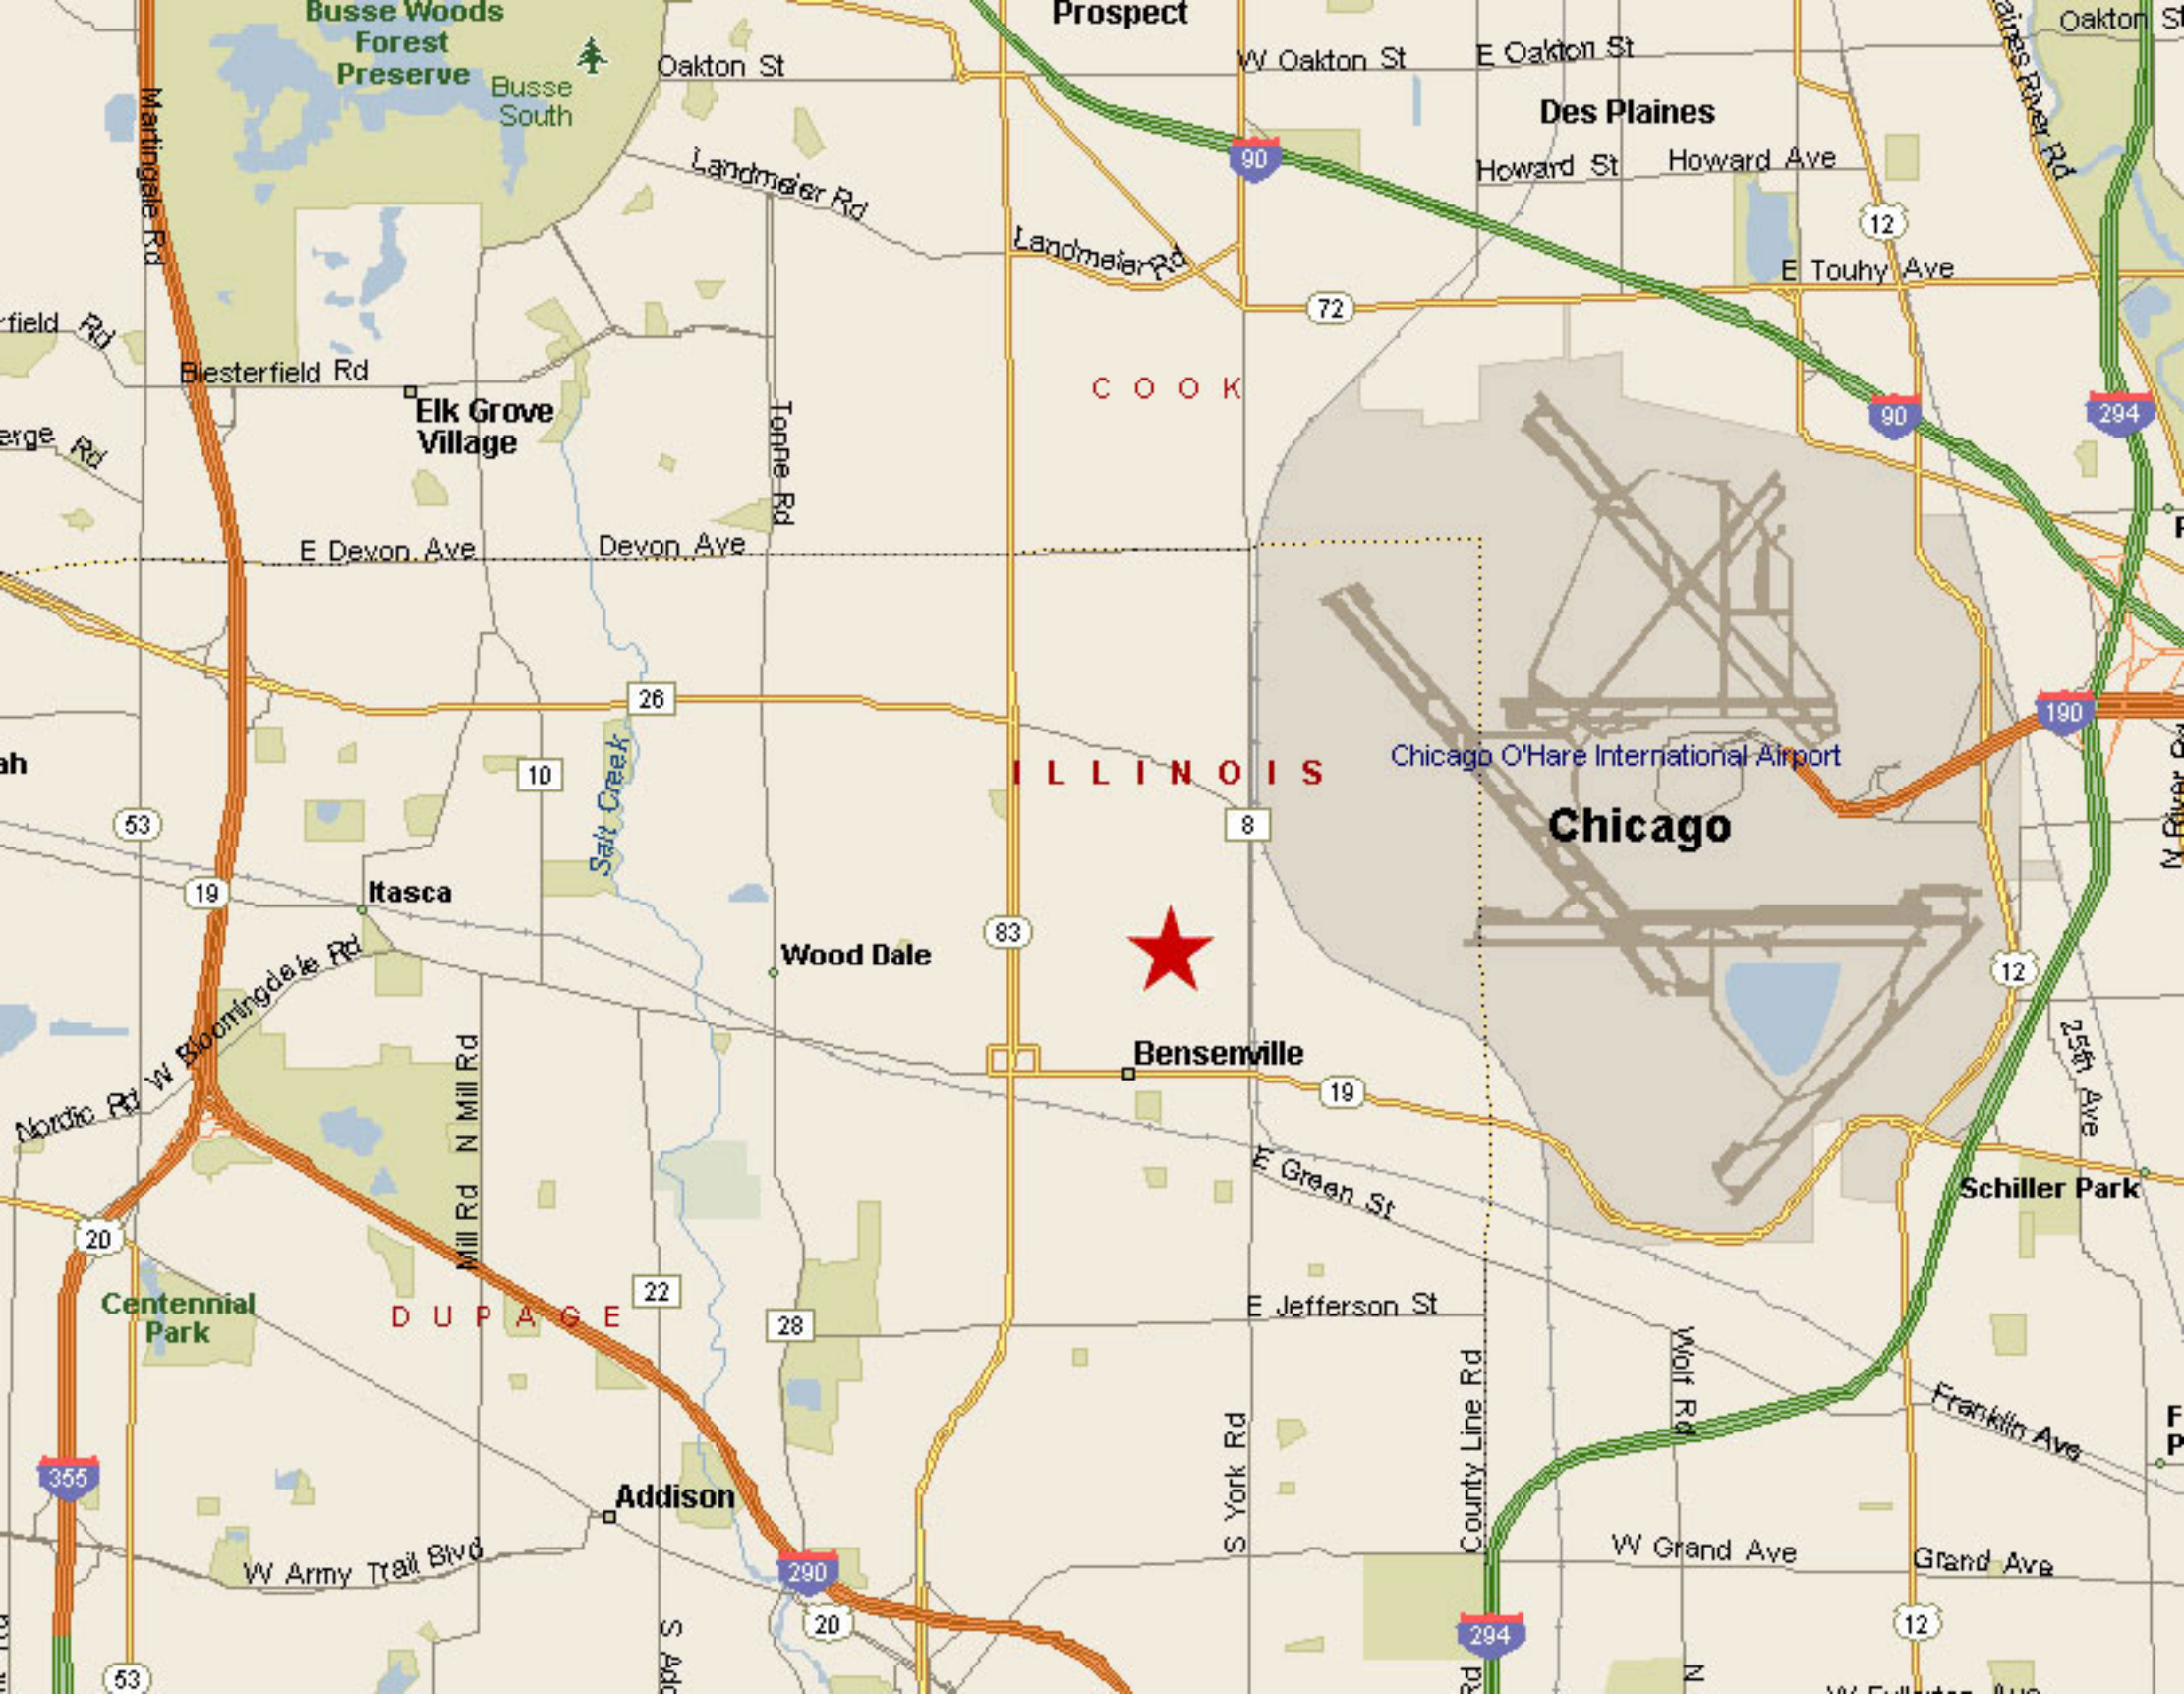 Busse Woods
Forest
Preserve
Busse
South
Prospect
Oakton St
W Oakton St
E Oakton St
Oakton St
Des Plaines
Martingale Rd
Landmeier Rd
90
Howard St
Howard Ave
12
Landmeier Rd
E Touhy Ave
72
Rd
Biesterfield Rd
COOK
Elk Grove
Village
Tonne Rd
90
294
Rd
E Devon Ave
Devon Ave
26
190
Chicago O'Hare International Airport
ILLINOIS
10
Salt Creek
53
8
Chicago
19
Itasca
83
Wood Dale
12
Nordic Rd
W Bloomingdale Rd
N Mill Rd
Bensenville
19
25th Ave
Mill Rd
E Green St
Schiller Park
20
22
Centennial
Park
DUPAGE
28
E Jefferson St
Wolf Rd
County Line Rd
S York Rd
Franklin Ave
355
Addison
W Army Trail Blvd
290
W Grand Ave
Grand Ave
20
294
12
53
Rd
N